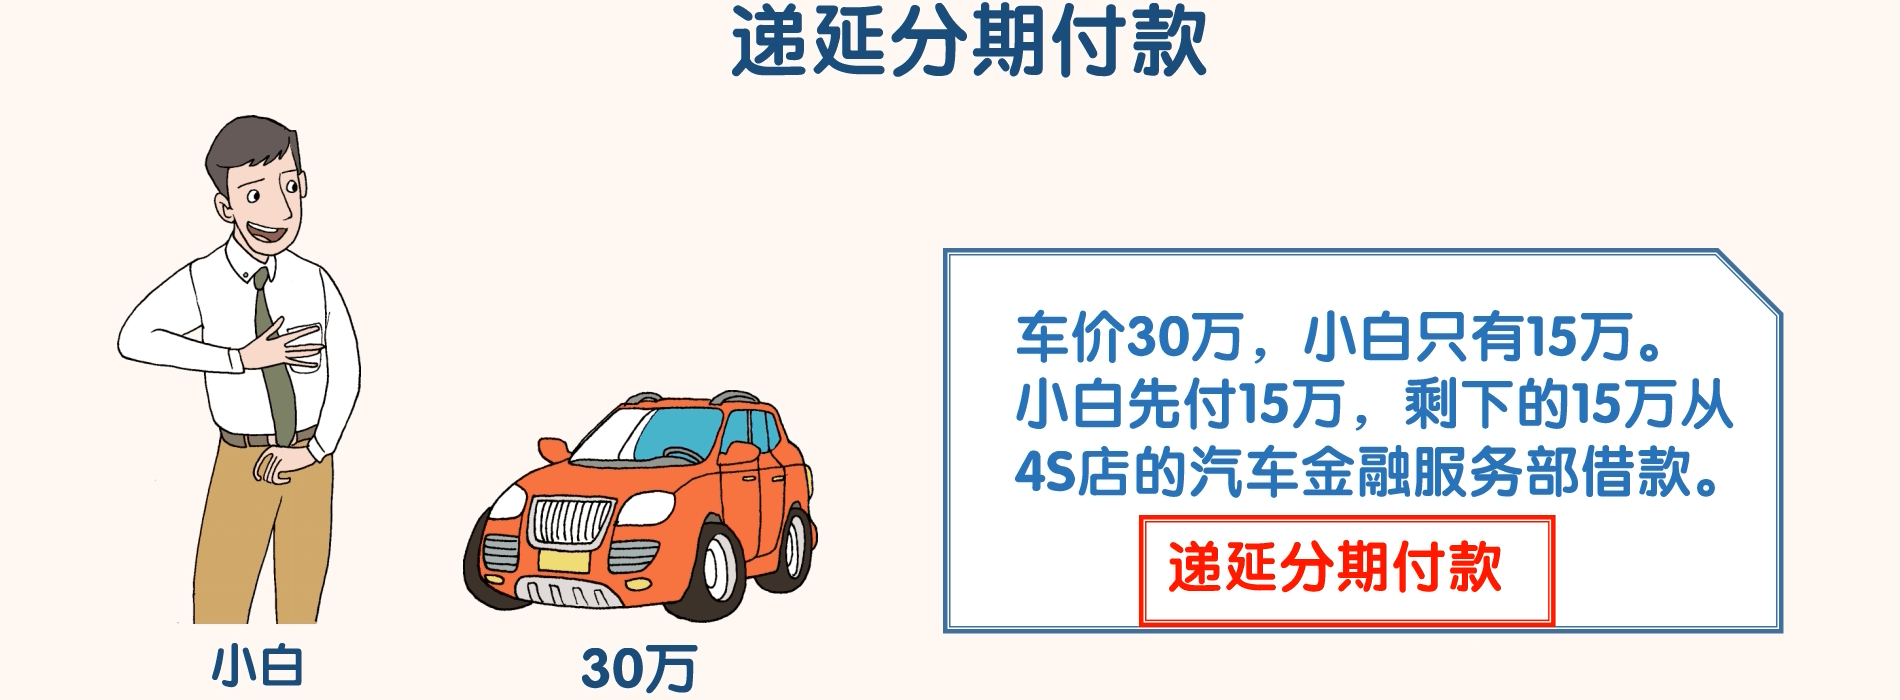 递延分期付款
车价30万，小白只有15万。
小白先付15万，剩下的15万从
4S店的汽车金融服务部借款。
递延分期付款
小白
30万